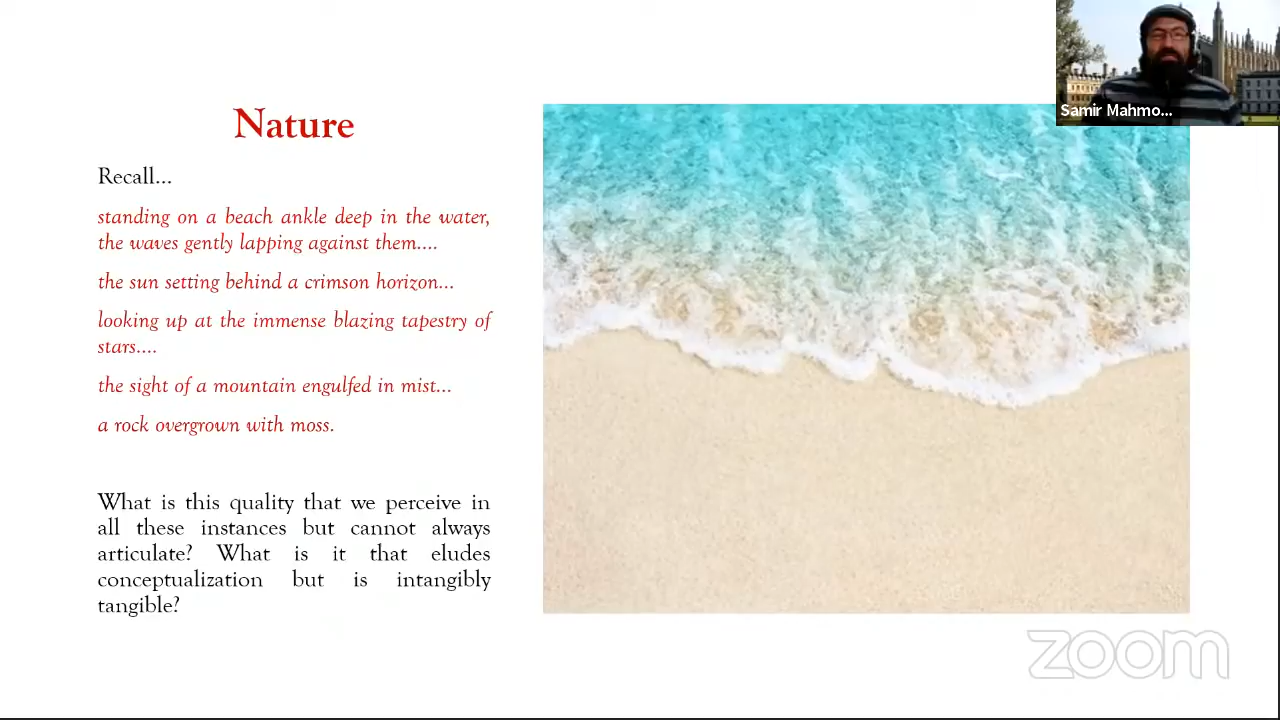 Samir Mahmo...
Nature
Recall...
standing on a beach ankle deep in the water,
the waves gently lapping against them....
the sun setting behind a crimson horizon...
looking up at the immense blazing tapestry of
stars....
the sight of a mountain engulfed in mist...
a rock overgrown with moss.
What is this quality that we perceive in
all these instances but cannot always
articulate? What is it that eludes
conceptualization but is intangibly
tangible?
zoom